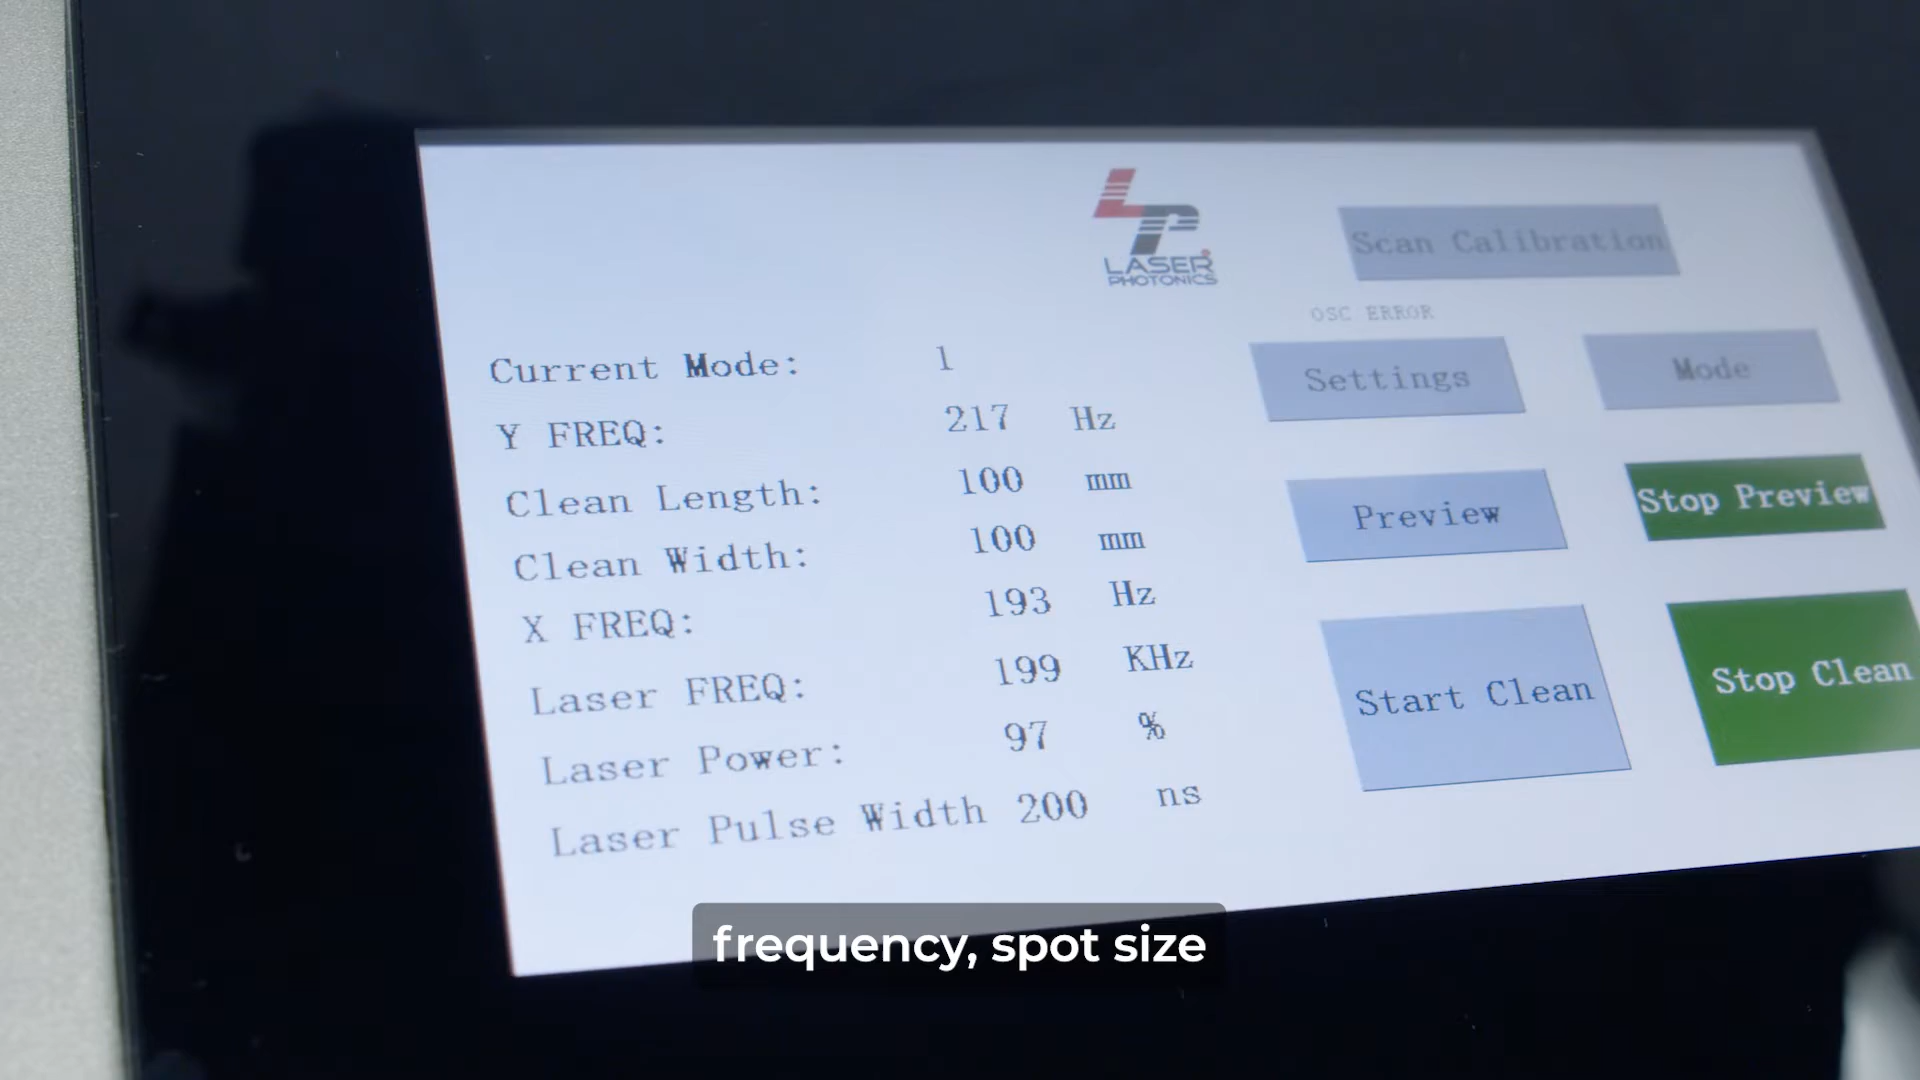 LP
LASER
PHOTONICS
Scan Calibration
OSC ERROR
Settings
Mode
Preview
Stop Preview
Start Clean
Stop Clean
Current Mode: 1
Y FREQ: 217 Hz
Clean Length: 100 mm
Clean Width: 100 mm
X FREQ: 193 Hz
Laser FREQ: 199 KHz
Laser Power: 97 %
Laser Pulse Width 200 ns
frequency, spot size